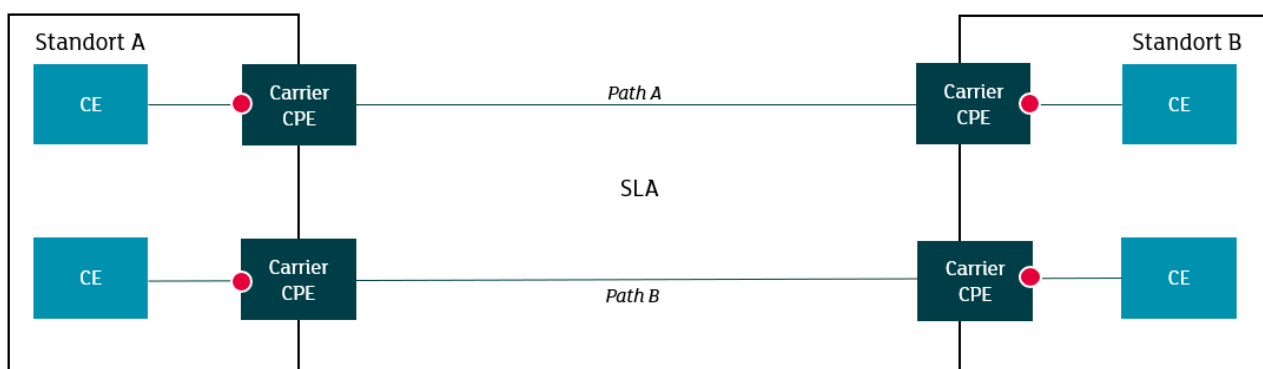 Standort A
Standort B
CE
Carrier
CPE
Path A
Carrier
CPE
CE
SLA
CE
Carrier
CPE
Path B
Carrier
CPE
CE